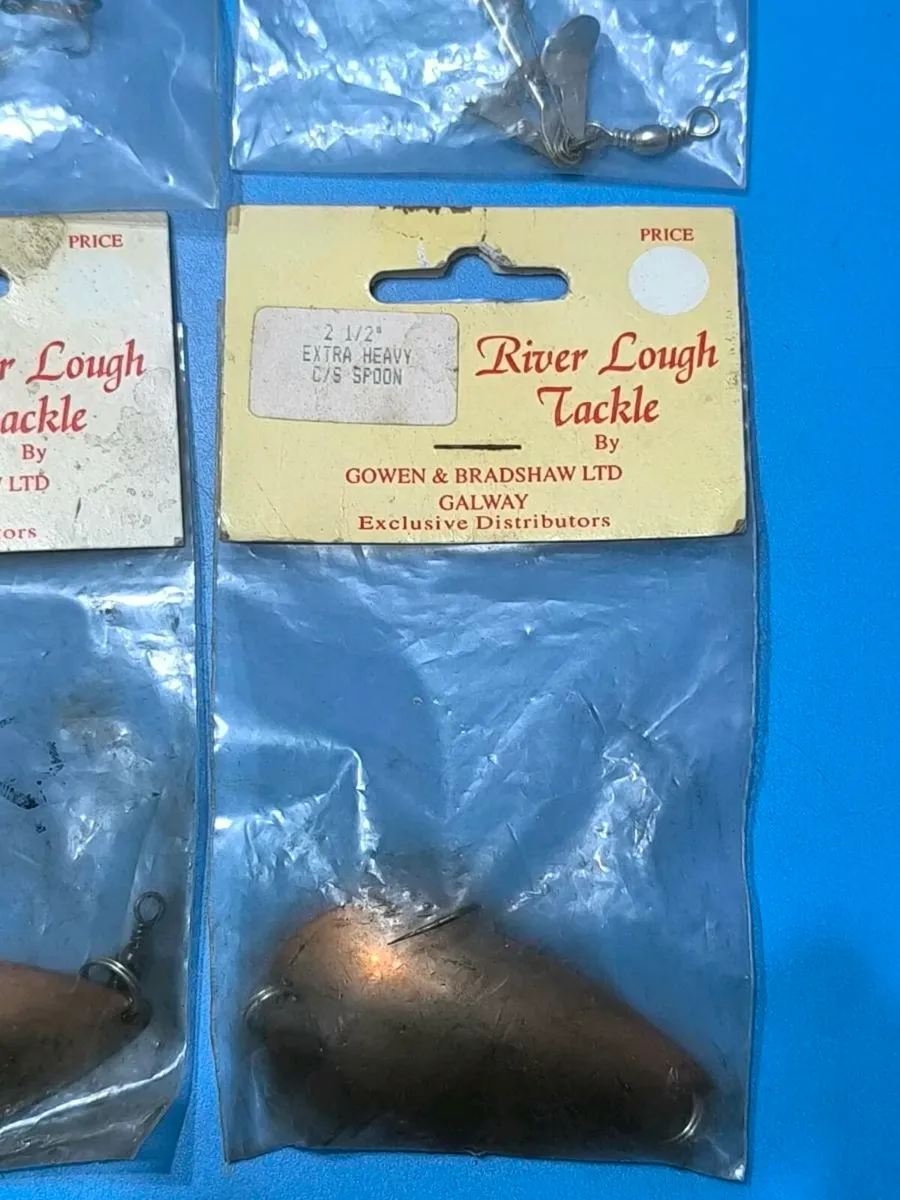 PRICE
r Lough
ackle
By
LTD
ors
PRICE
2 1/2"
EXTRA HEAVY
C/S SPOON
River Lough
Tackle
By
GOWEN & BRADSHAW LTD
GALWAY
Exclusive Distributors